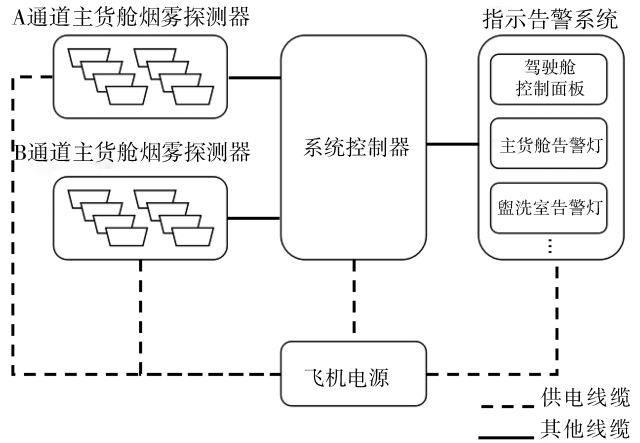 A通道主货舱烟雾探测器
指示告警系统
驾驶舱
控制面板
B通道主货舱烟雾探测器
系统控制器
主货舱告警灯
盥洗室告警灯
飞机电源
供电线缆
其他线缆